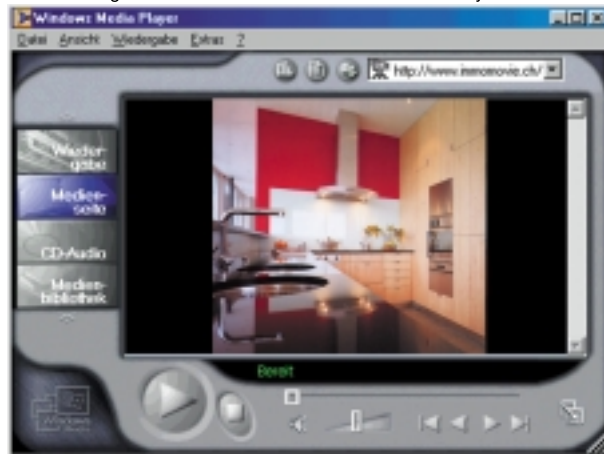 Windows Media Player
Datei Ansicht Wiedergabe Extras ?
http://www.immomovie.ch/
Wieder-
gabe
Medien-
seite
CD-Audio
Medien-
bibliothek
Bereit
Windows